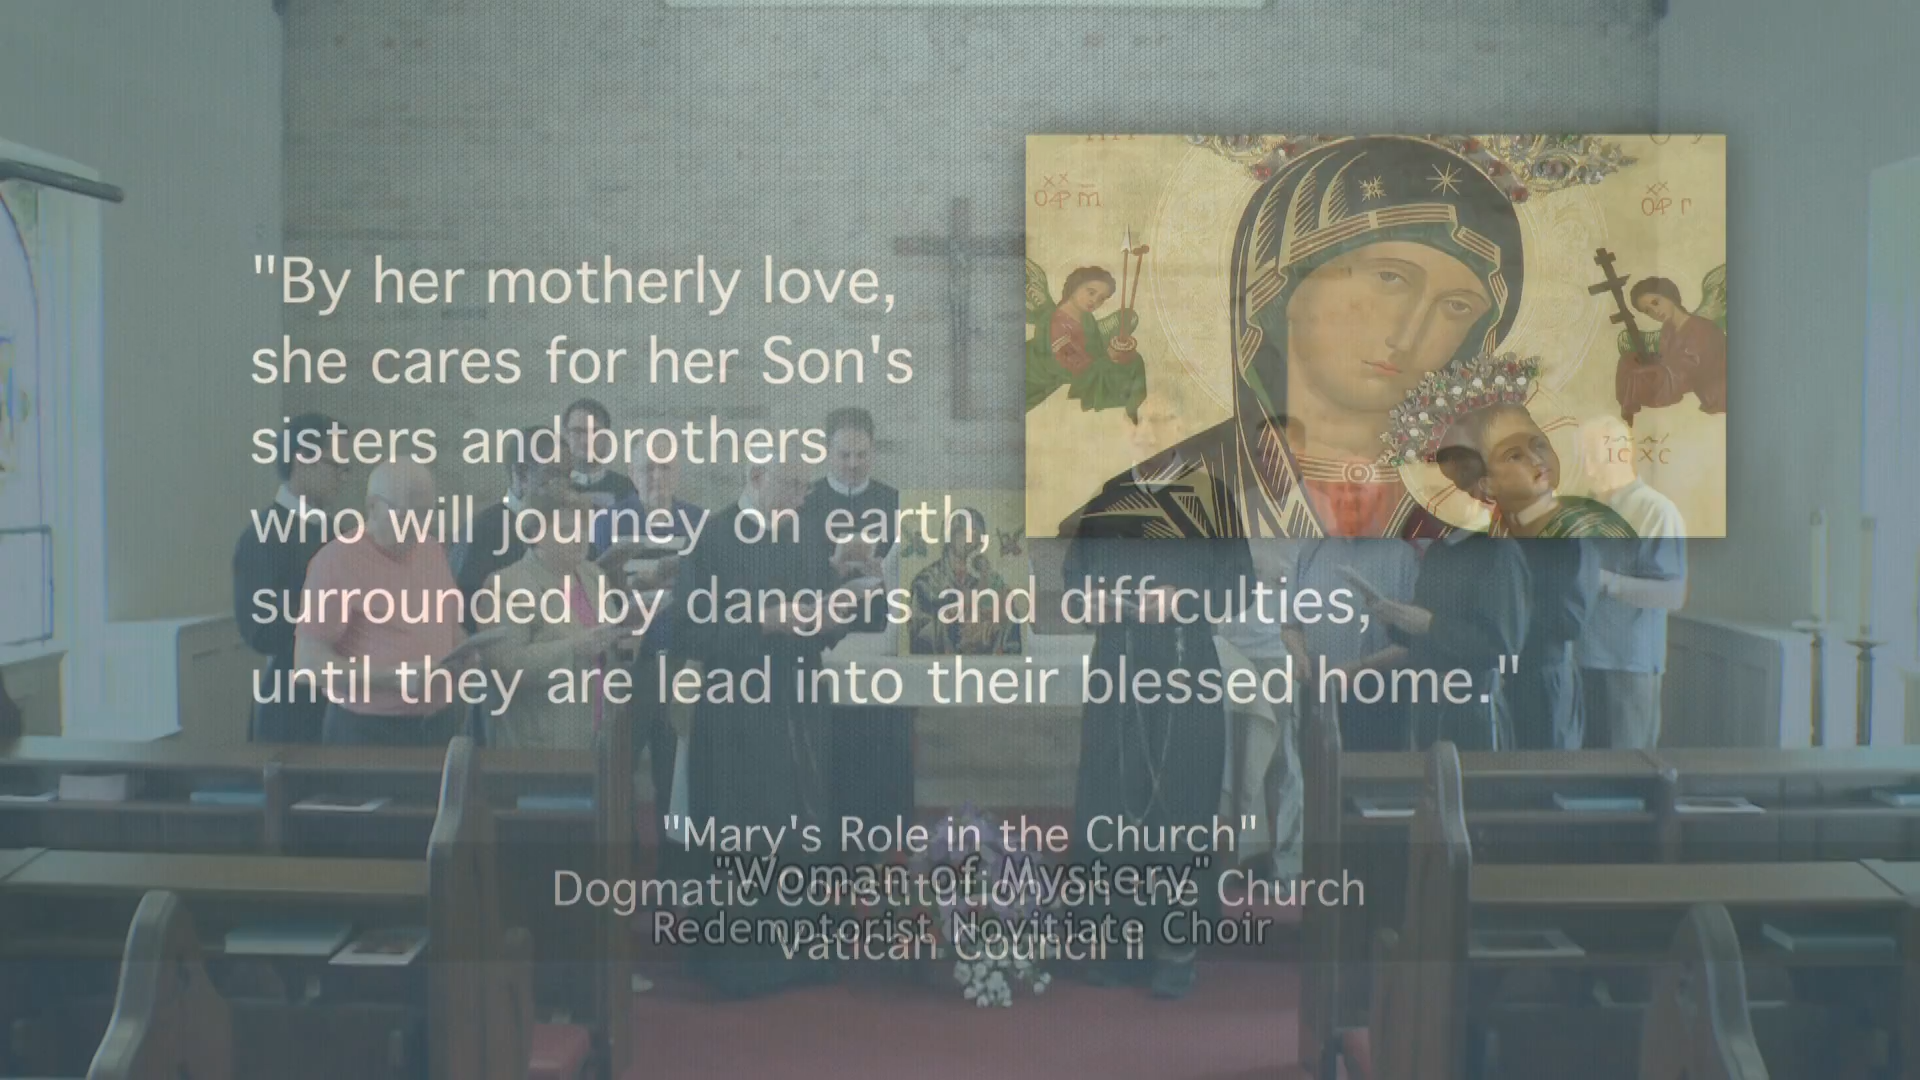 "By her motherly love,
she cares for her Son's
sisters and brothers
who will journey on earth,
surrounded by dangers and difficulties,
until they are lead into their blessed home."
"Mary's Role in the Church"
"Woman of Mystery"
Dogmatic Constitution on the Church
Redemptorist Novitiate Choir
Vatican Council II
IC XC